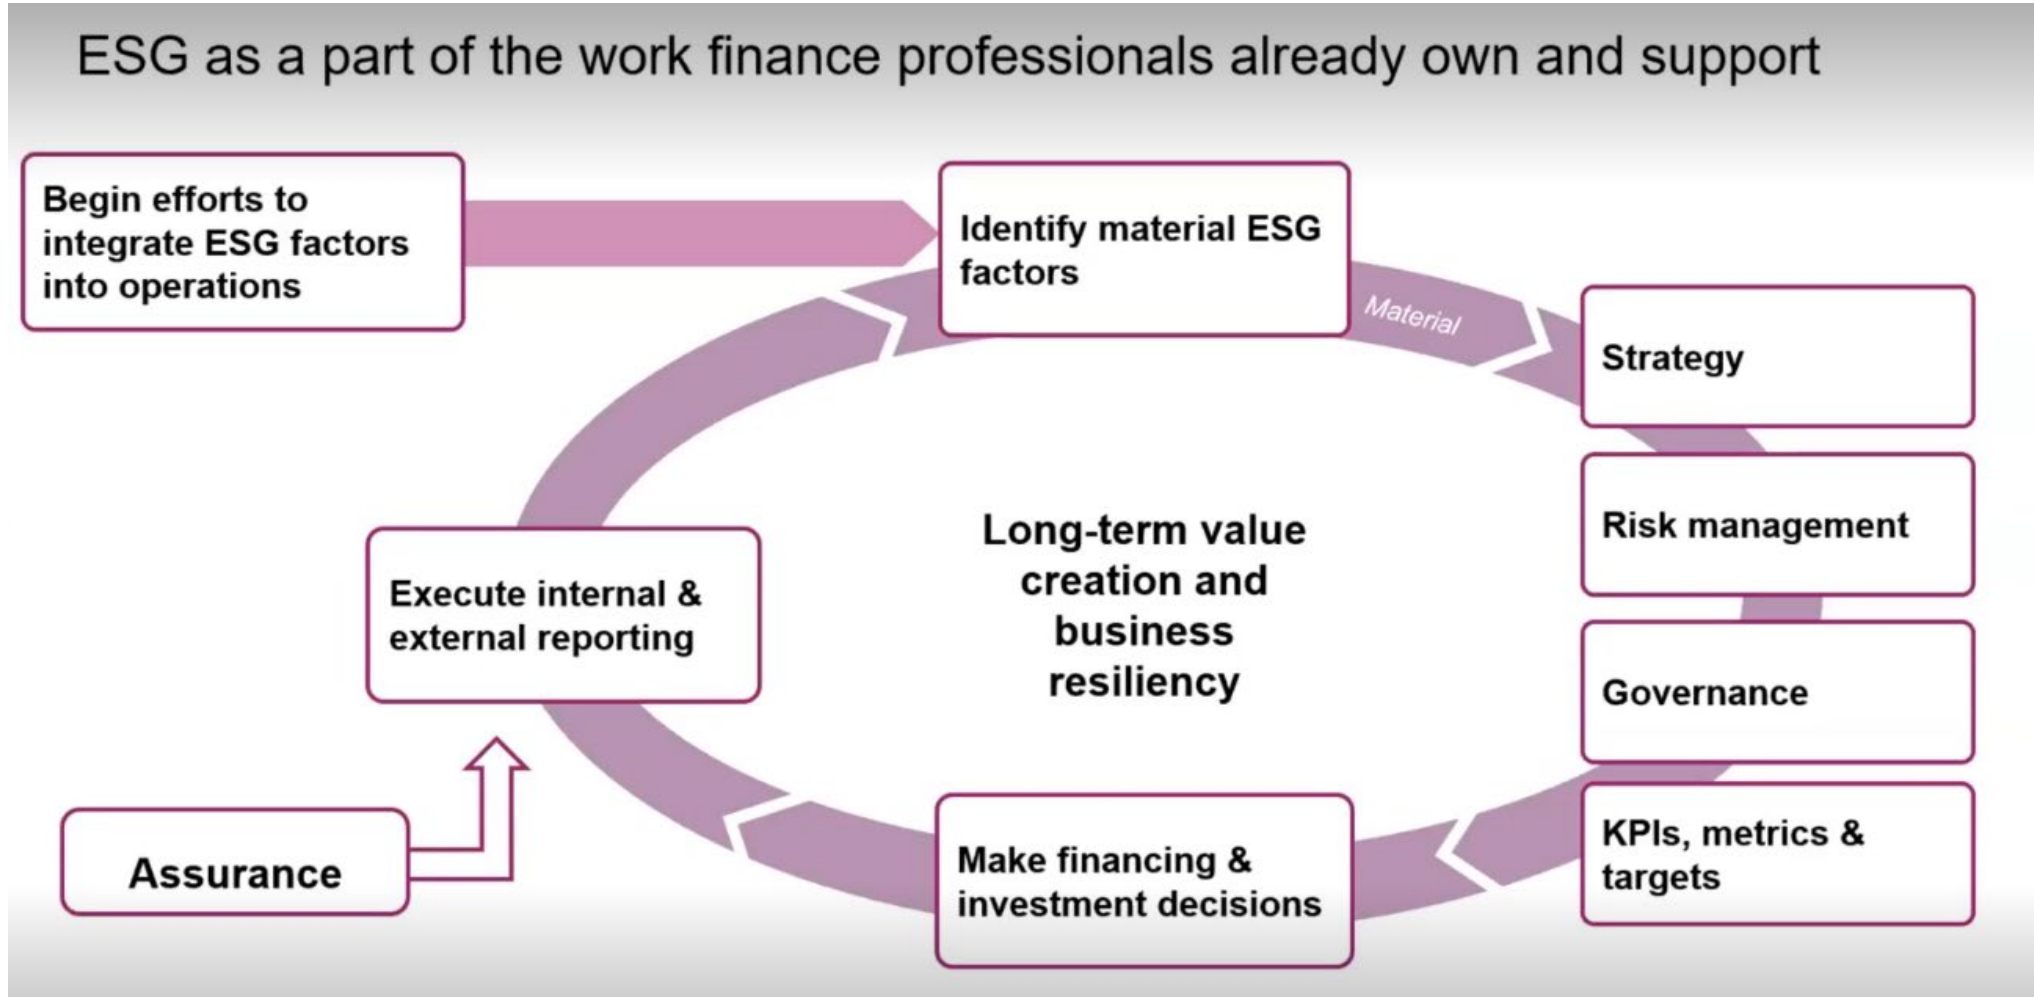 ESG as a part of the work finance professionals already own and support
Begin efforts to
integrate ESG factors
into operations
Identify material ESG
factors
Material
Strategy
Risk management
Governance
KPIs, metrics &
targets
Make financing &
investment decisions
Execute internal &
external reporting
Assurance
Long-term value
creation and
business
resiliency